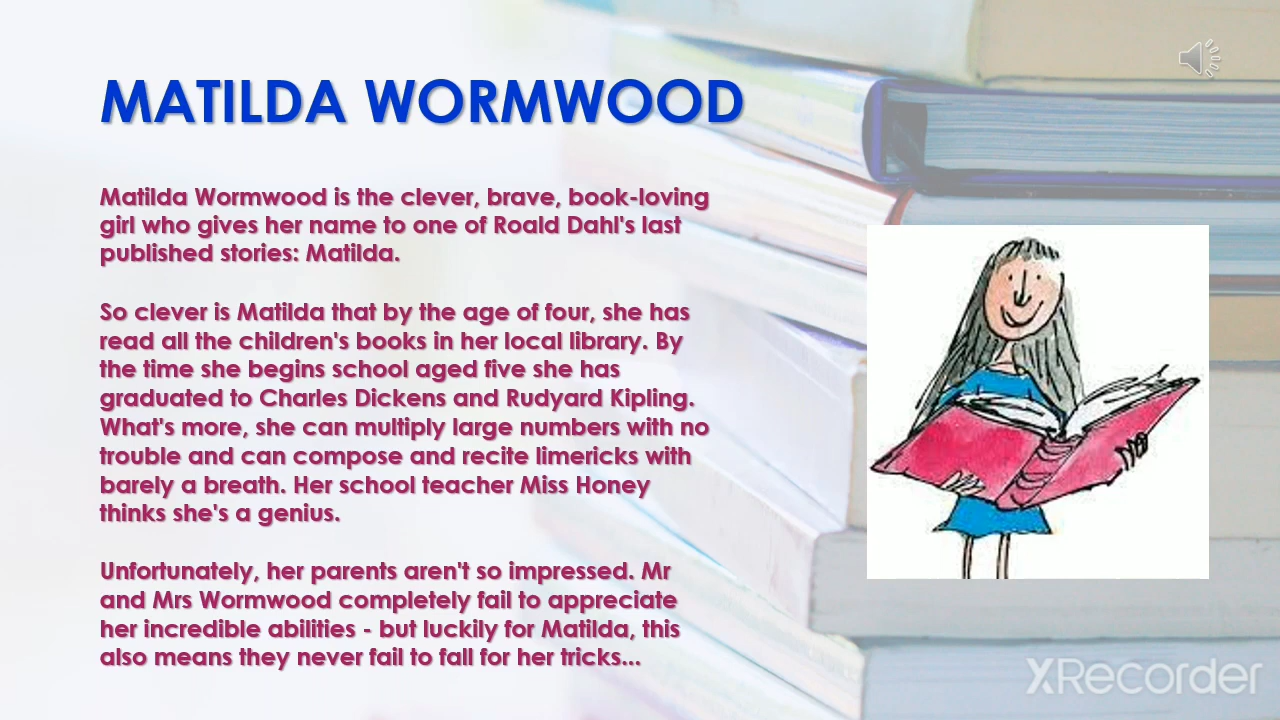 MATILDA WORMWOOD
Matilda Wormwood is the clever, brave, book-loving
girl who gives her name to one of Roald Dahl's last
published stories: Matilda.
So clever is Matilda that by the age of four, she has
read all the children's books in her local library. By
the time she begins school aged five she has
graduated to Charles Dickens and Rudyard Kipling.
What's more, she can multiply large numbers with no
trouble and can compose and recite limericks with
barely a breath. Her school teacher Miss Honey
thinks she's a genius.
Unfortunately, her parents aren't so impressed. Mr
and Mrs Wormwood completely fail to appreciate
her incredible abilities - but luckily for Matilda, this
also means they never fail to fall for her tricks...
XRecorder